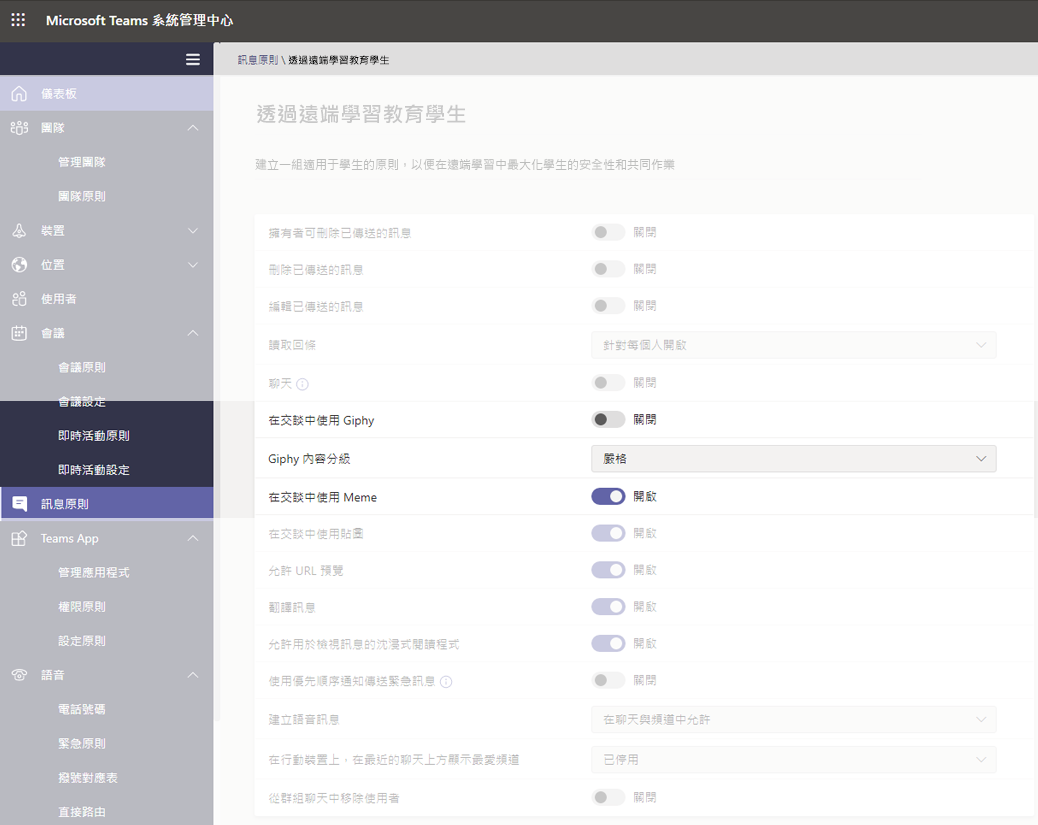 Microsoft Teams 系統管理中心
訊息原則 \ 透過遠端學習教育學生
儀表板
團隊
管理團隊
團隊原則
裝置
位置
使用者
會議
會議原則
會議設定
即時活動原則
即時活動設定
訊息原則
Teams App
管理應用程式
權限原則
設定原則
語音
電話號碼
緊急原則
撥號對應表
直接路由
透過遠端學習教育學生
建立一組適用于學生的原則，以便在遠端學習中最大化學生的安全性和共同作業
擁有者可刪除已傳送的訊息 關閉
刪除已傳送的訊息 關閉
編輯已傳送的訊息 關閉
讀取回條 針對每個人開啟
聊天 關閉
在交談中使用 Giphy 關閉
Giphy 內容分級 嚴格
在交談中使用 Meme 開啟
在交談中使用貼圖 開啟
允許 URL 預覽 開啟
翻譯訊息 開啟
允許用於檢視訊息的沈浸式閱讀程式 開啟
使用優先順序通知傳送緊急訊息 關閉
建立語音訊息 在聊天與頻道中允許
在行動裝置上，在最近的聊天上方顯示最愛頻道 已停用
從群組聊天中移除使用者 關閉